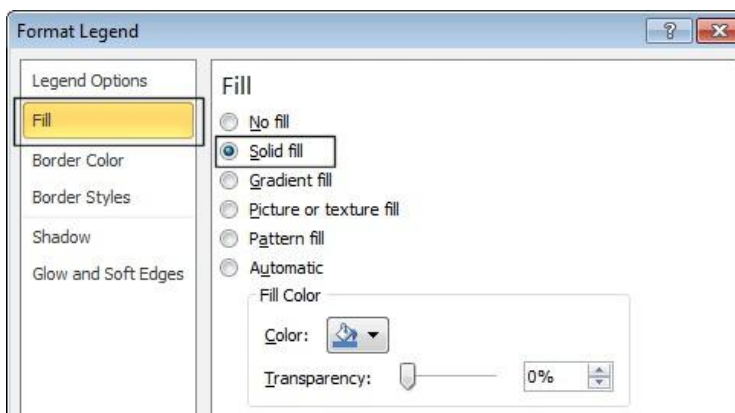 Format Legend
Legend Options
Fill
Border Color
Border Styles
Shadow
Glow and Soft Edges
Fill
No fill
Solid fill
Gradient fill
Picture or texture fill
Pattern fill
Automatic
Fill Color
Color:
Transparency: 0%